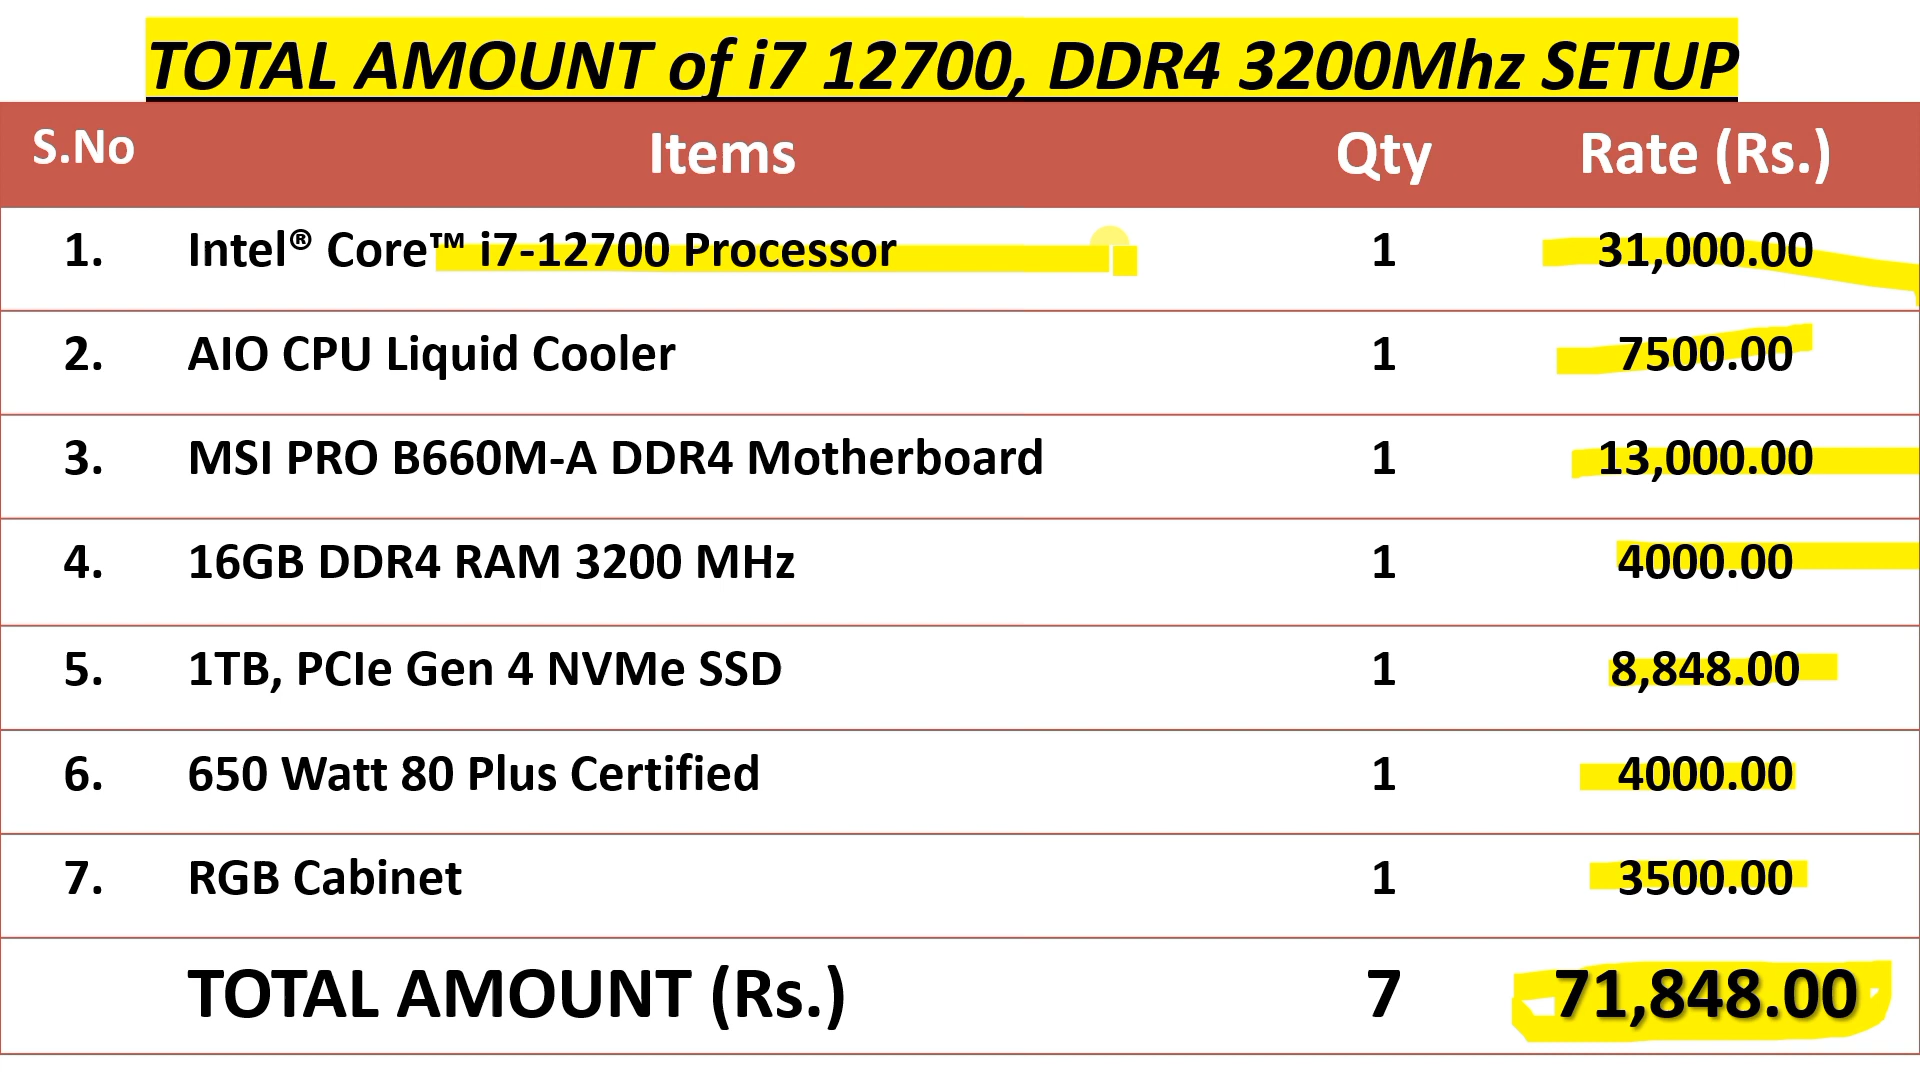 TOTAL AMOUNT of i7 12700, DDR4 3200Mhz SETUP
S.No Items Qty Rate (Rs.)
1. Intel® Core™ i7-12700 Processor 1 31,000.00
2. AIO CPU Liquid Cooler 1 7500.00
3. MSI PRO B660M-A DDR4 Motherboard 1 13,000.00
4. 16GB DDR4 RAM 3200 MHz 1 4000.00
5. 1TB, PCIe Gen 4 NVMe SSD 1 8,848.00
6. 650 Watt 80 Plus Certified 1 4000.00
7. RGB Cabinet 1 3500.00
TOTAL AMOUNT (Rs.) 7 71,848.00